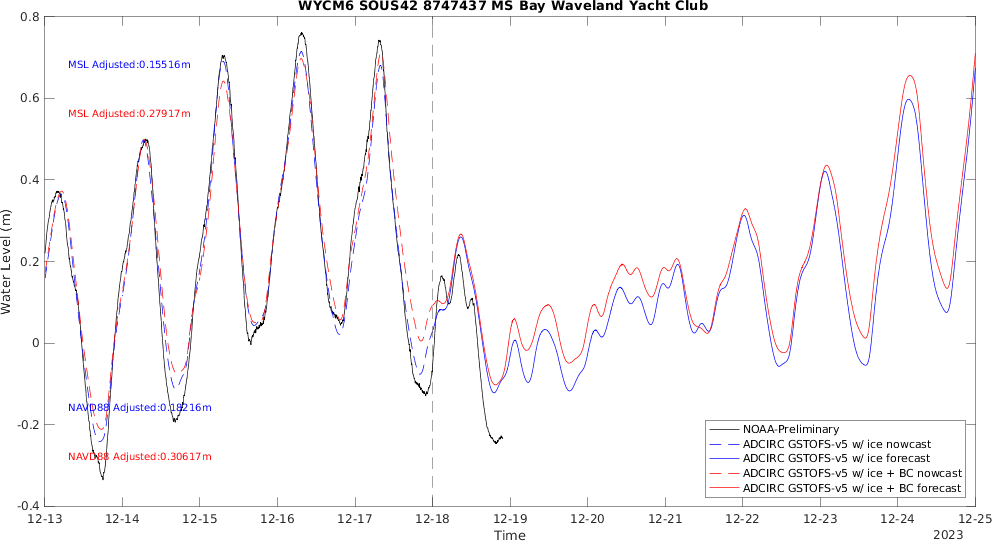 WYCM6 SOUS42 8747437 MS Bay Waveland Yacht Club
0.8
0.6
0.4
0.2
0
-0.2
-0.4
Water Level (m)
MSL Adjusted:0.15516m
MSL Adjusted:0.27917m
NAVD88 Adjusted:0.18216m
NAVD88 Adjusted:0.30617m
NOAA-Preliminary
ADCIRC GSTOFS-v5 w/ ice nowcast
ADCIRC GSTOFS-v5 w/ ice forecast
ADCIRC GSTOFS-v5 w/ ice + BC nowcast
ADCIRC GSTOFS-v5 w/ ice + BC forecast
12-13 12-14 12-15 12-16 12-17 12-18 12-19 12-20 12-21 12-22 12-23 12-24 12-25
Time
2023